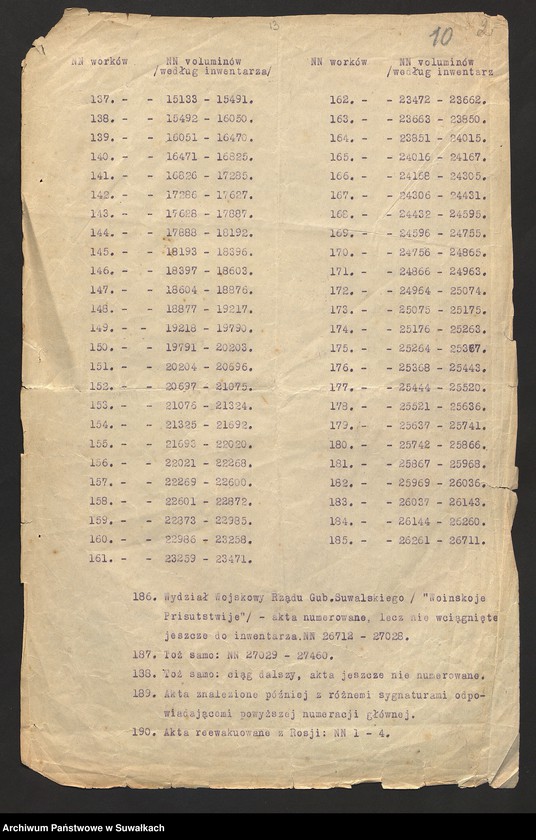 10
NN worków NN voluminów /według inwentarza/
137. - - 15133 - 15491.
138. - - 15492 - 16050.
139. - - 16051 - 16470.
140. - - 16471 - 16825.
141. - - 16826 - 17285.
142. - - 17286 - 17627.
143. - - 17628 - 17887.
144. - - 17888 - 18192.
145. - - 18193 - 18396.
146. - - 18397 - 18603.
147. - - 18604 - 18876.
148. - - 18877 - 19217.
149. - - 19218 - 19790.
150. - - 19791 - 20203.
151. - - 20204 - 20696.
152. - - 20697 - 21075.
153. - - 21076 - 21324.
154. - - 21325 - 21692.
155. - - 21693 - 22020.
156. - - 22021 - 22268.
157. - - 22269 - 22600.
158. - - 22601 - 22872.
159. - - 22873 - 22985.
160. - - 22986 - 23258.
161. - - 23259 - 23471.
NN worków NN voluminów /według inwentarz
162. - - 23472 - 23662.
163. - - 23663 - 23850.
164. - - 23851 - 24015.
165. - - 24016 - 24167.
166. - - 24168 - 24305.
167. - - 24306 - 24431.
168. - - 24432 - 24595.
169. - - 24596 - 24755.
170. - - 24756 - 24865.
171. - - 24866 - 24963.
172. - - 24964 - 25074.
173. - - 25075 - 25175.
174. - - 25176 - 25263.
175. - - 25264 - 25367.
176. - - 25368 - 25443.
177. - - 25444 - 25520.
178. - - 25521 - 25636.
179. - - 25637 - 25741.
180. - - 25742 - 25866.
181. - - 25867 - 25968.
182. - - 25969 - 26036.
183. - - 26037 - 26143.
184. - - 26144 - 26260.
185. - - 26261 - 26711.
186. Wydział Wojskowy Rządu Gub.Suwalskiego / "Woinskoje
Prisutstwije"/ - akta numerowane, lecz nie wciągnięte
jeszcze do inwentarza.NN 26712 - 27028.
187. Toż samo: NN 27029 - 27460.
188. Toż samo: ciąg dalszy, akta jeszcze nie numerowane.
189. Akta znalezione później z różnemi sygnaturami odpo-
wiadającemi powyższej numeracji głównej.
190. Akta reewakuowane z Rosji: NN 1 - 4.
Archiwum Państwowe w Suwałkach